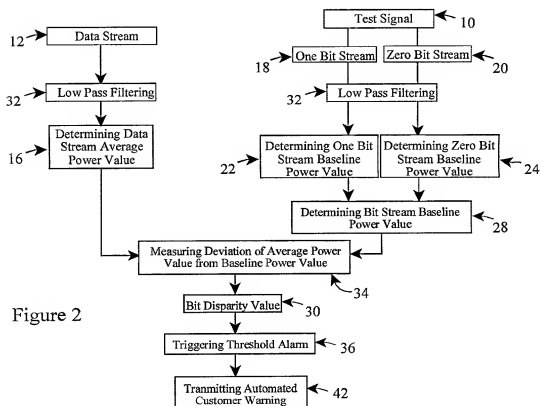 Test Signal
10
12
Data Stream
18
One Bit Stream
Zero Bit Stream
20
32
Low Pass Filtering
32
Low Pass Filtering
16
Determining Data
Stream Average
Power Value
22
Determining One Bit
Stream Baseline
Power Value
Determining Zero Bit
Stream Baseline
Power Value
24
Determining Bit Stream Baseline
Power Value
28
Measuring Deviation of Average Power
Value from Baseline Power Value
34
Bit Disparity Value
30
Figure 2
Triggering Threshold Alarm
36
Tranmitting Automated
Customer Warning
42